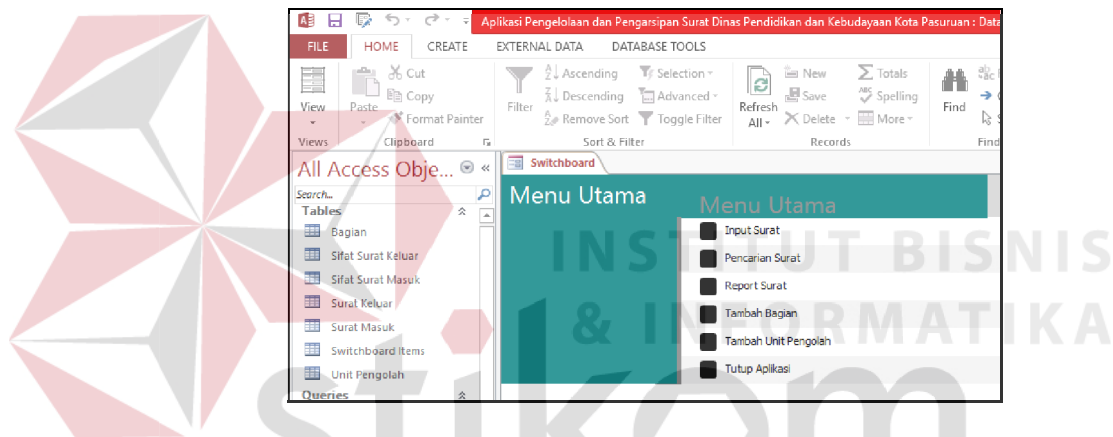 Aplikasi Pengelolaan dan Pengarsipan Surat Dinas Pendidikan dan Kebudayaan Kota Pasuruan : Data
FILE HOME CREATE EXTERNAL DATA DATABASE TOOLS
View
Views
Paste
Cut
Copy
Format Painter
Clipboard
Filter
Ascending
Descending
Remove Sort
Selection
Advanced
Toggle Filter
Sort & Filter
Refresh
All
New
Save
Delete
Totals
Spelling
More
Records
Find
Find
All Access Obje...
Search...
Tables
Bagian
Sifat Surat Keluar
Sifat Surat Masuk
Surat Keluar
Surat Masuk
Switchboard Items
Unit Pengolah
Queries
Switchboard
Menu Utama
Menu Utama
Input Surat
Pencarian Surat
Report Surat
Tambah Bagian
Tambah Unit Pengolah
Tutup Aplikasi
INSTITUT BISNIS
& INFORMATIKA
stikom